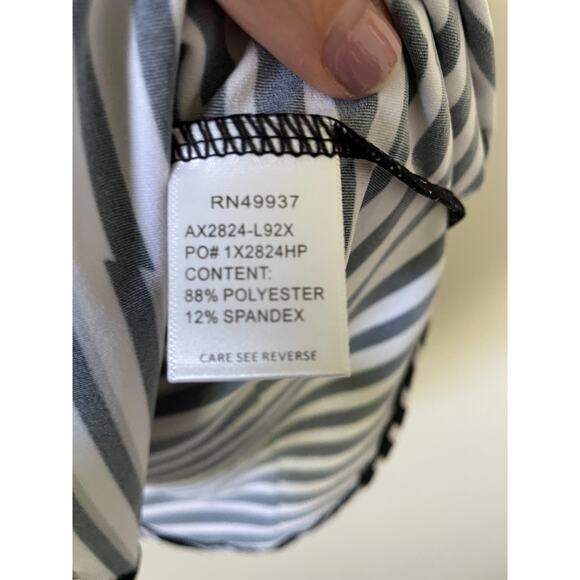 RN49937
AX2824-L92X
PO# 1X2824HP
CONTENT:
88% POLYESTER
12% SPANDEX
CARE SEE REVERSE